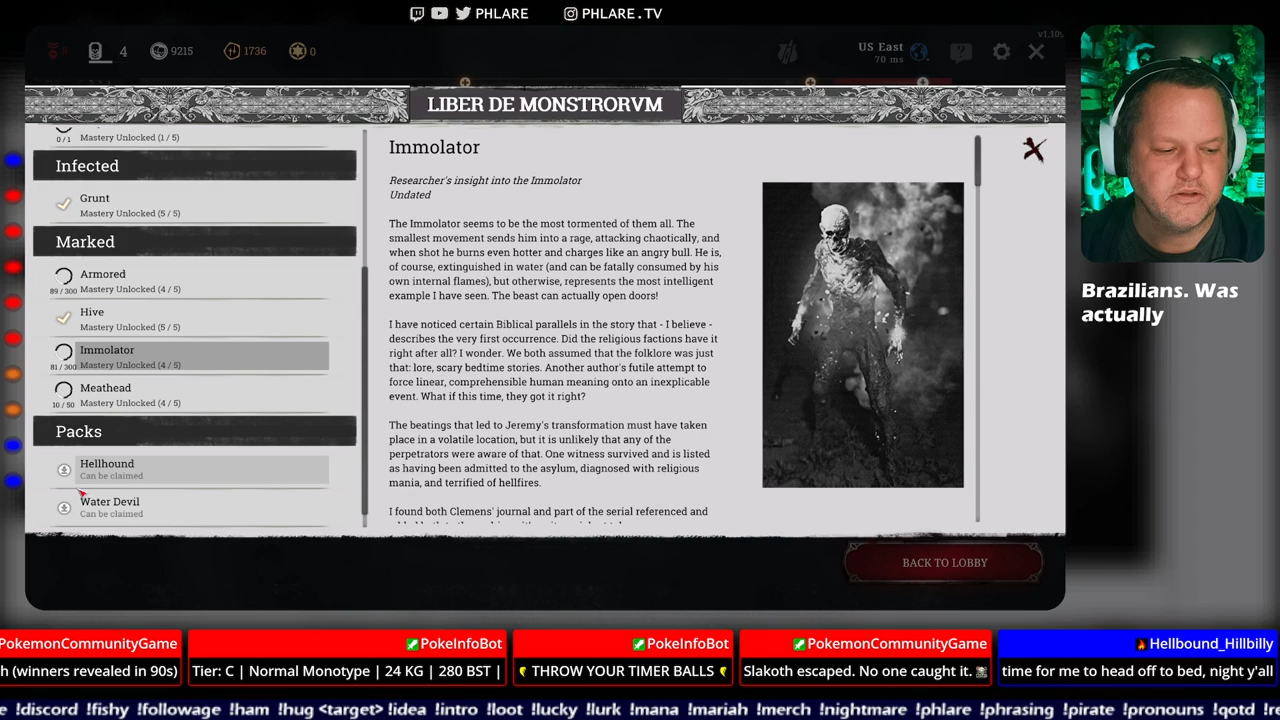 PHLARE
PHLARE.TV
v1.10
4
9215
1736
0
US East
70 ms
LIBER DE MONSTRORVM
0 / 1
Mastery Unlocked (1 / 5)
Infected
Grunt
Mastery Unlocked (5 / 5)
Marked
Armored
89 / 300
Mastery Unlocked (4 / 5)
Hive
Mastery Unlocked (5 / 5)
Immolator
81 / 300
Mastery Unlocked (4 / 5)
Meathead
10 / 50
Mastery Unlocked (4 / 5)
Packs
Hellhound
Can be claimed
Water Devil
Can be claimed
Immolator
Researcher's insight into the Immolator
Undated
The Immolator seems to be the most tormented of them all. The
smallest movement sends him into a rage, attacking chaotically, and
when shot he burns even hotter and charges like an angry bull. He is,
of course, extinguished in water (and can be fatally consumed by his
own internal flames), but otherwise, represents the most intelligent
example I have seen. The beast can actually open doors!
I have noticed certain Biblical parallels in the story that - I believe -
describes the very first occurrence. Did the religious factions have it
right after all? I wonder. We both assumed that the folklore was just
that: lore, scary bedtime stories. Another author's futile attempt to
force linear, comprehensible human meaning onto an inexplicable
event. What if this time, they got it right?
The beatings that led to Jeremy's transformation must have taken
place in a volatile location, but it is unlikely that any of the
perpetrators were aware of that. One witness survived and is listed
as having been admitted to the asylum, diagnosed with religious
mania, and terrified of hellfires.
I found both Clemens' journal and part of the serial referenced and
BACK TO LOBBY
Brazilians. Was
actually
PokemonCommunityGame
h (winners revealed in 90s)
PokeInfoBot
Tier: C | Normal Monotype | 24 KG | 280 BST |
PokeInfoBot
THROW YOUR TIMER BALLS
PokemonCommunityGame
Slakoth escaped. No one caught it.
Hellbound_Hillbilly
time for me to head off to bed, night y'all
e !discord !fishy !followage !ham !hug <target> !idea !intro !loot !lucky !lurk !mana !mariah !merch !nightmare !phlare !phrasing !pirate !pronouns !qotd !re